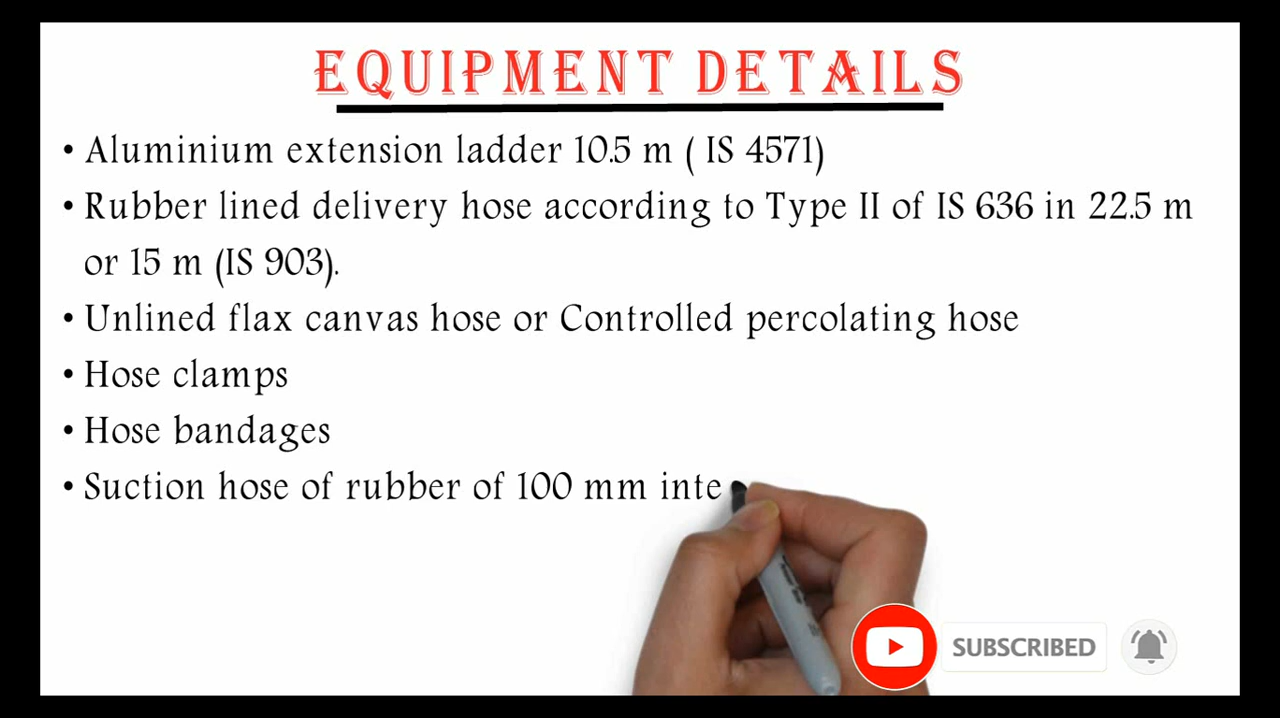 EQUIPMENT DETAILS
• Aluminium extension ladder 10.5 m ( IS 4571)
• Rubber lined delivery hose according to Type II of IS 636 in 22.5 m
or 15 m (IS 903).
• Unlined flax canvas hose or Controlled percolating hose
• Hose clamps
• Hose bandages
• Suction hose of rubber of 100 mm inte
SUBSCRIBED